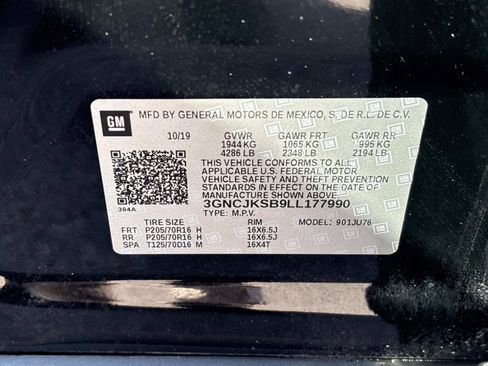 GM
MFD BY GENERAL MOTORS DE MEXICO, S. DE R.L. DE C.V.
10/19 GVWR GAWR FRT GAWR RR
1944 KG 1065 KG 995 KG
4286 LB 2348 LB 2194 LB
THIS VEHICLE CONFORMS TO ALL
APPLICABLE U.S. FEDERAL MOTOR
VEHICLE SAFETY AND THEFT PREVENTION
STANDARDS IN EFFECT ON THE DATE OF
MANUFACTURE SHOWN ABOVE.
3GNCJKSB9LL177990
384A TYPE: M.P.V.
TIRE SIZE RIM MODEL: 901JU76
FRT P205/70R16 H 16X6.5J
RR P205/70R16 H 16X6.5J
SPA T125/70D16 M 16X4T